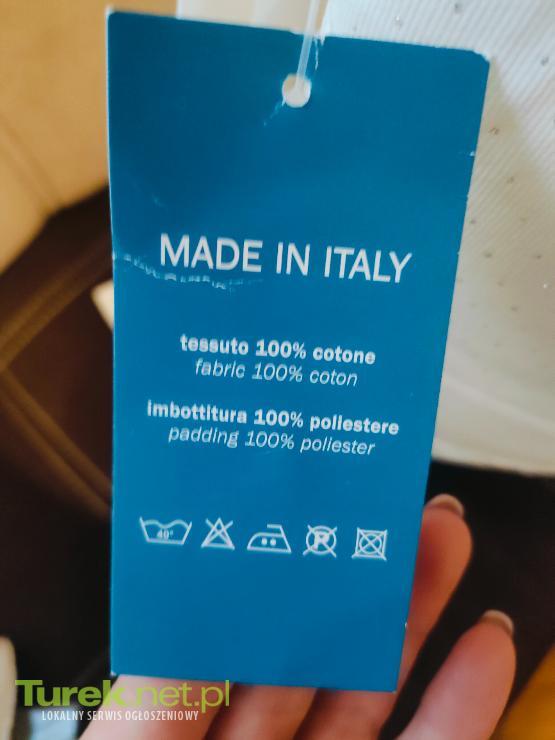 MADE IN ITALY
tessuto 100% cotone
fabric 100% coton
imbottitura 100% poliestere
padding 100% poliester
40° R
Turek.net.pl
LOKALNY SERWIS OGŁOSZENIOWY